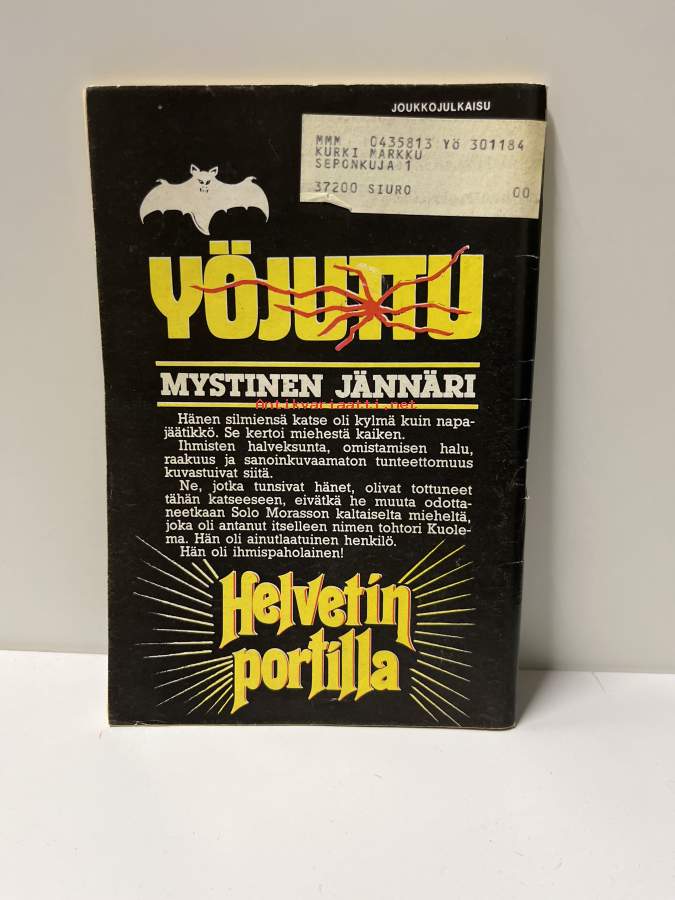 JOUKKOJULKAISU
MMM 0435813 YÖ 301184
KURKI MARKKU
SEPONKUJA 1
37200 SIURO 00
YÖJUTTU
MYSTINEN JÄNNÄRI
Antikvariaatti.net
Hänen silmiensä katse oli kylmä kuin napa-
jäätikkö. Se kertoi miehestä kaiken.
Ihmisten halveksunta, omistamisen halu,
raakuus ja sanoinkuvaamaton tunteettomuus
kuvastuivat siitä.
Ne, jotka tunsivat hänet, olivat tottuneet
tähän katseeseen, eivätkä he muuta odotta-
neetkaan Solo Morasson kaltaiselta mieheltä,
joka oli antanut itselleen nimen tohtori Kuole-
ma. Hän oli ainutlaatuinen henkilö.
Hän oli ihmispaholainen!
Helvetin
portilla